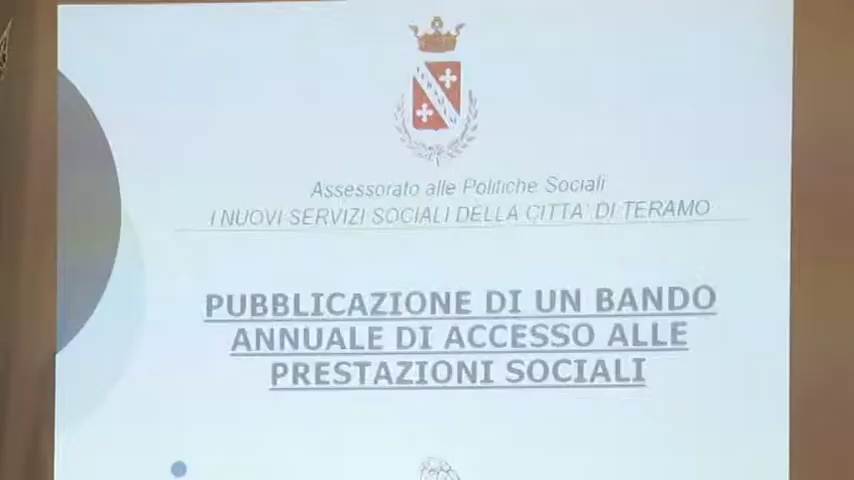 Assessorato alle Politiche Sociali
I NUOVI SERVIZI SOCIALI DELLA CITTA' DI TERAMO
PUBBLICAZIONE DI UN BANDO
ANNUALE DI ACCESSO ALLE
PRESTAZIONI SOCIALI